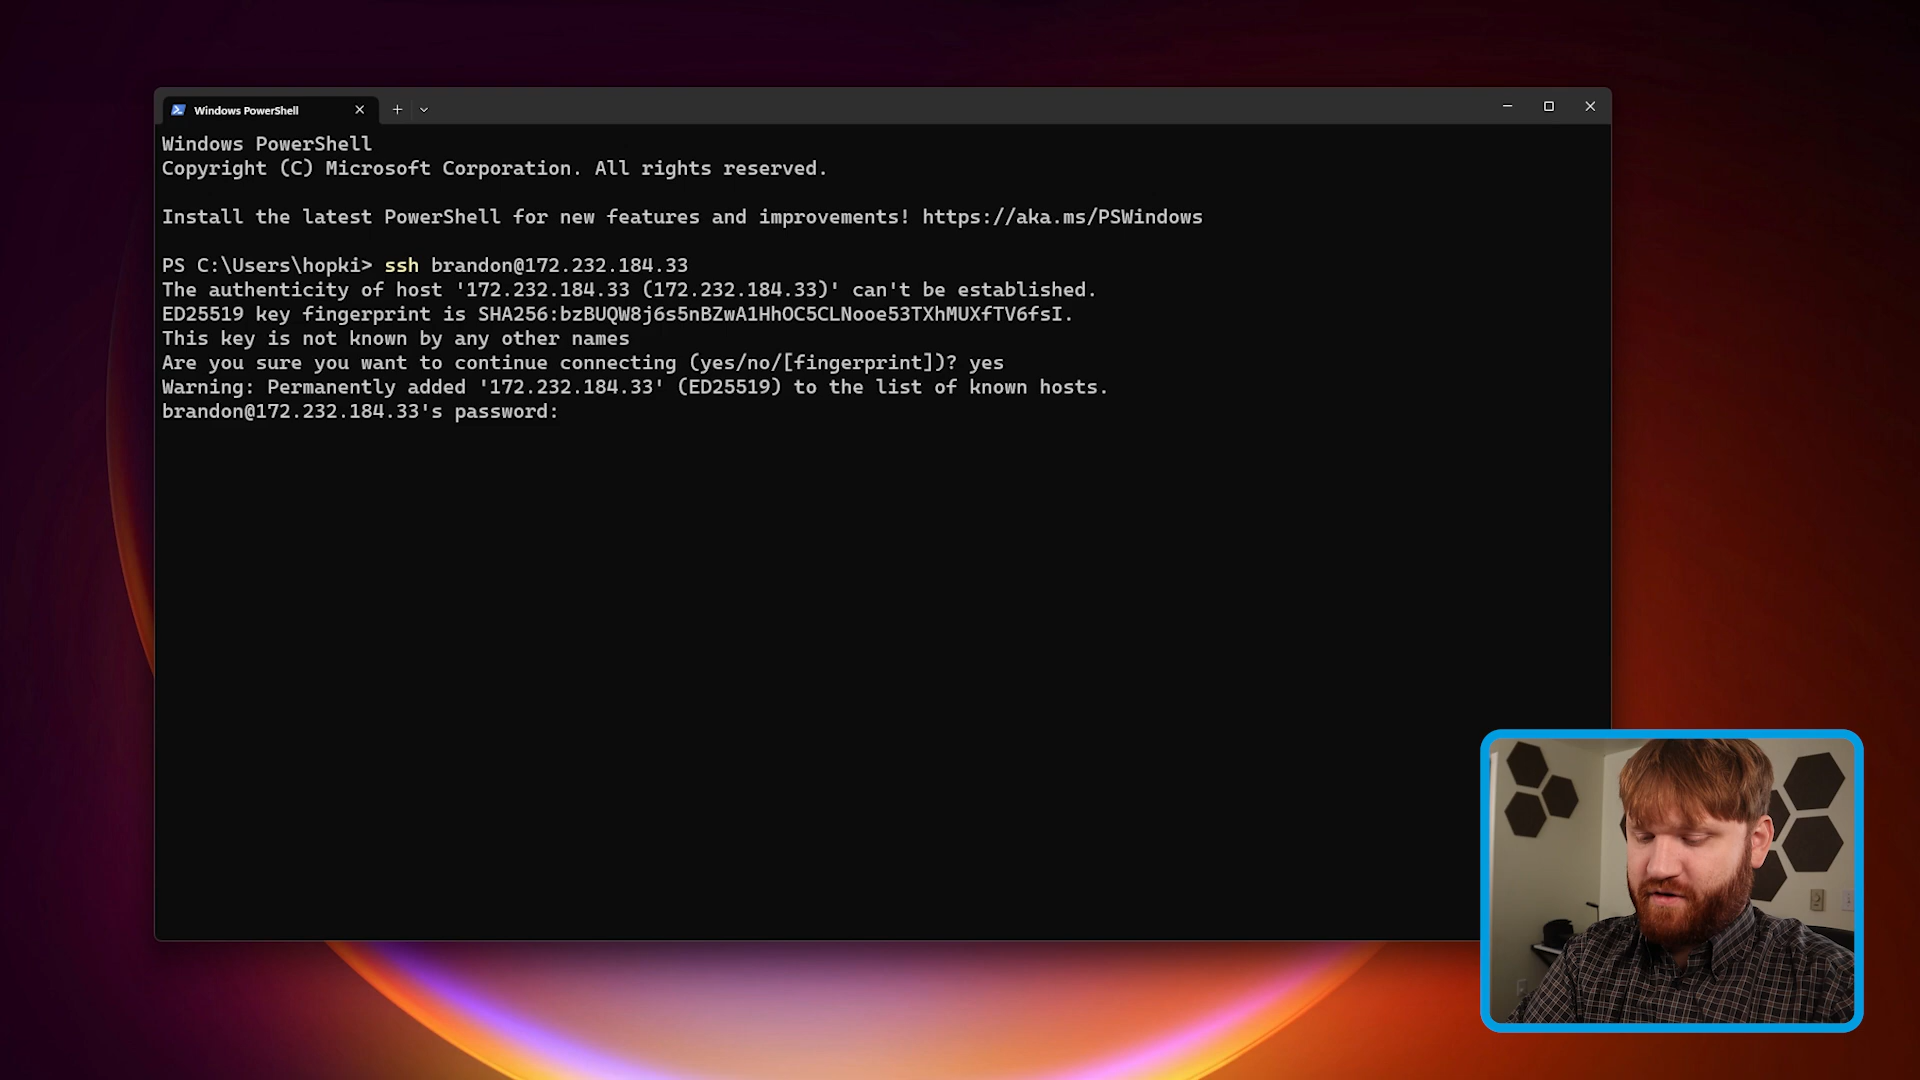 Windows PowerShell
Windows PowerShell
Copyright (C) Microsoft Corporation. All rights reserved.
Install the latest PowerShell for new features and improvements! https://aka.ms/PSWindows
PS C:\Users\hopki> ssh brandon@172.232.184.33
The authenticity of host '172.232.184.33 (172.232.184.33)' can't be established.
ED25519 key fingerprint is SHA256:bzBUQW8j6s5nBZwA1HhOC5CLNooe53TXhMUXfTV6fsI.
This key is not known by any other names
Are you sure you want to continue connecting (yes/no/[fingerprint])? yes
Warning: Permanently added '172.232.184.33' (ED25519) to the list of known hosts.
brandon@172.232.184.33's password: